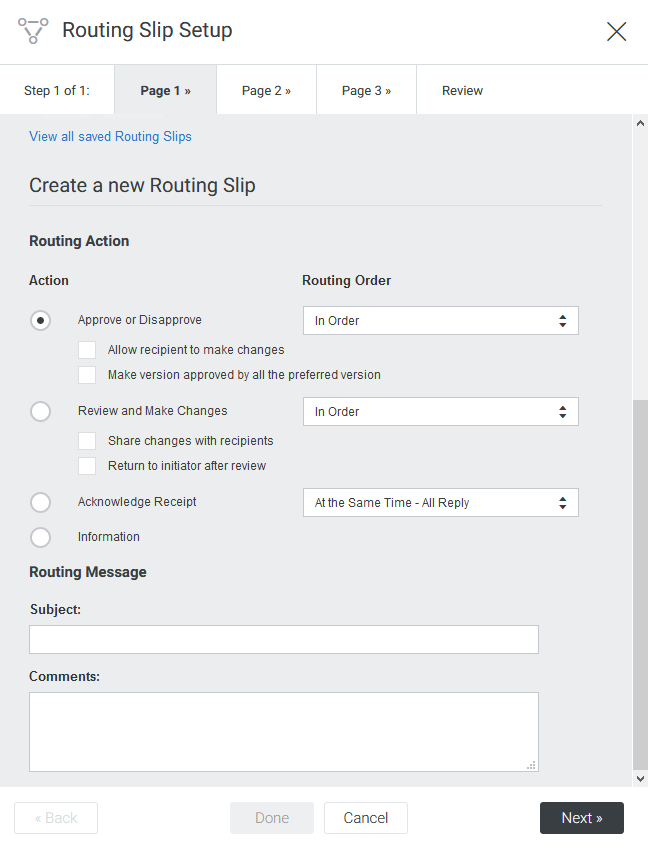 Routing Slip Setup
Step 1 of 1: Page 1 » Page 2 » Page 3 » Review
View all saved Routing Slips
Create a new Routing Slip
Routing Action
Action Routing Order
Approve or Disapprove In Order
Allow recipient to make changes
Make version approved by all the preferred version
Review and Make Changes In Order
Share changes with recipients
Return to initiator after review
Acknowledge Receipt At the Same Time - All Reply
Information
Routing Message
Subject:
Comments:
« Back Done Cancel Next »